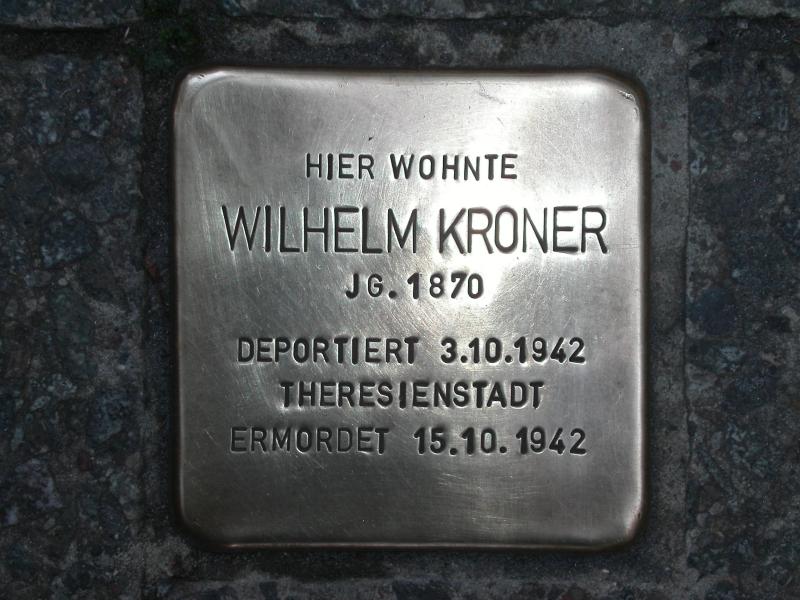 HIER WOHNTE
WILHELM KRONER
JG. 1870
DEPORTIERT 3.10.1942
THERESIENSTADT
ERMORDET 15.10.1942